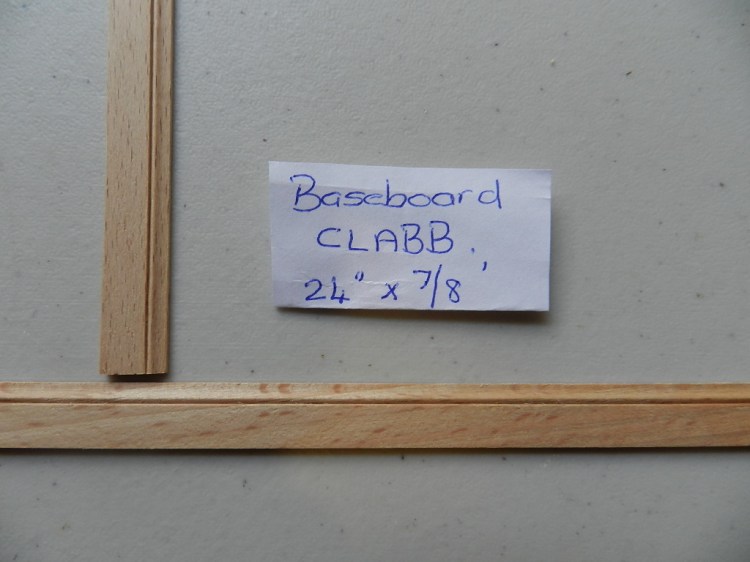 Baseboard
CLABB.
24" x 7/8'